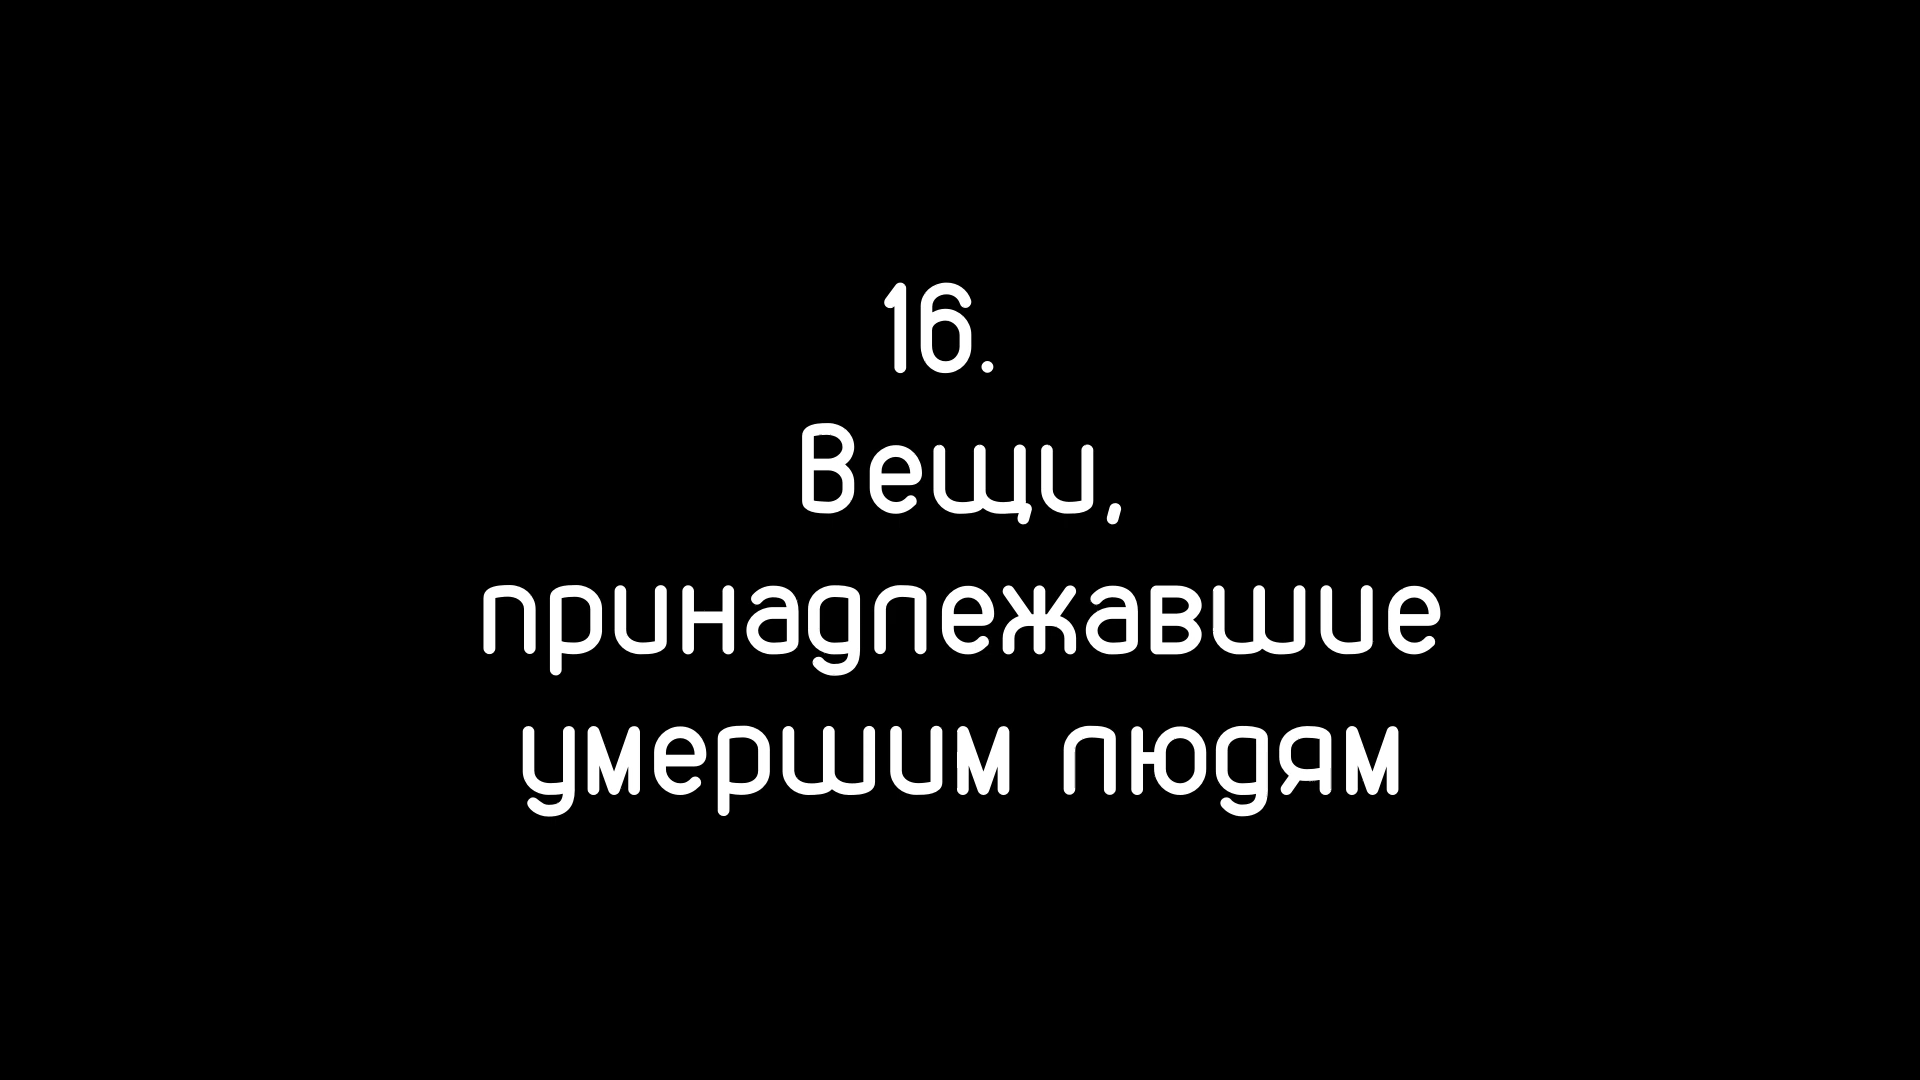 16.
Вещи,
принадлежавшие
умершим людям